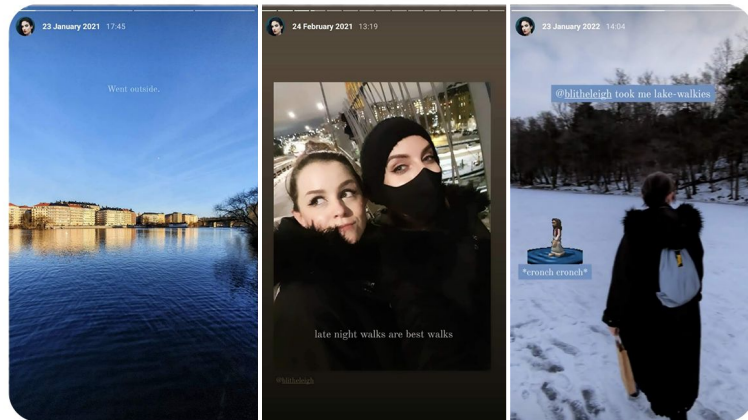 23 January 2021 17:45
Went outside.
24 February 2021 13:19
late night walks are best walks
@blitheleigh
23 January 2022 14:04
@blitheleigh took me lake-walkies
*cronch cronch*